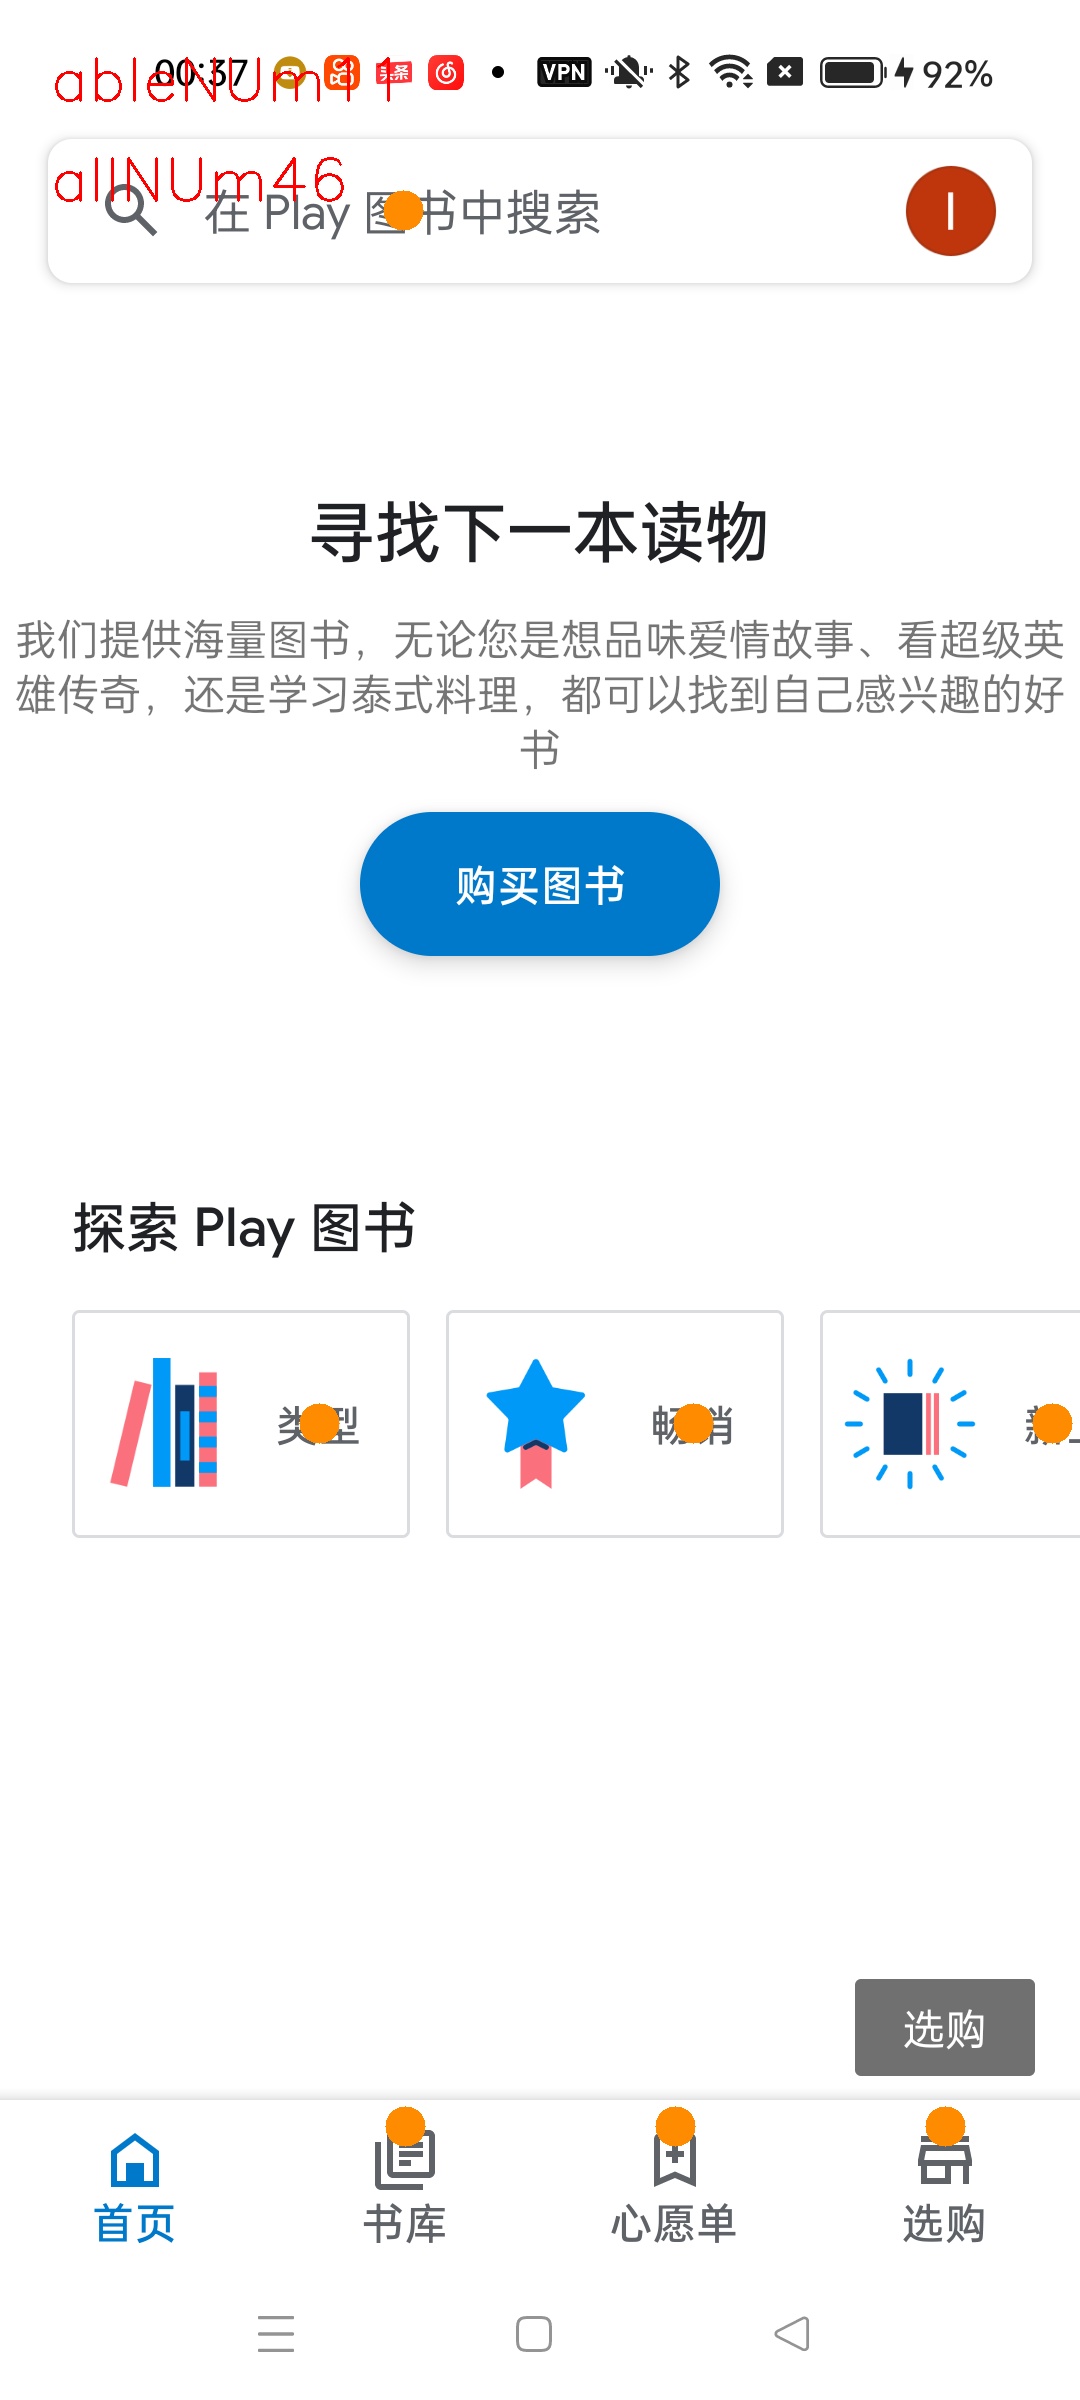 ableNUm11
00:37
头条
VPN
92%
allNUm46
在 Play 图书中搜索
I
寻找下一本读物
我们提供海量图书，无论您是想品味爱情故事、看超级英
雄传奇，还是学习泰式料理，都可以找到自己感兴趣的好
书
购买图书
探索 Play 图书
类型
畅销
选购
首页
书库
心愿单
选购